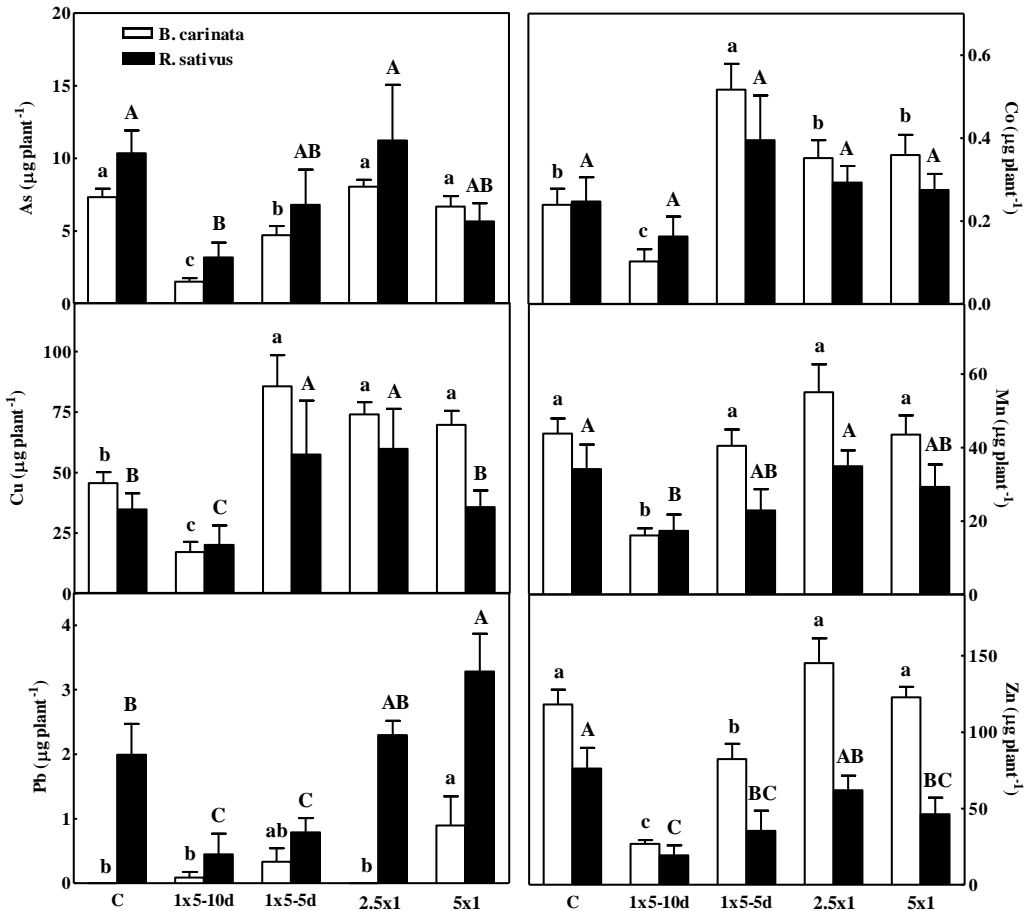 20
15
10
5
0
As (µg plant-1)
B. carinata
R. sativus
a A
c B
b AB
a A
a AB
0.6
0.4
0.2
0.0
Co (µg plant-1)
b A
c A
a A
b A
b A
100
75
50
25
0
Cu (µg plant-1)
b B
c C
a A
a A
a B
60
40
20
0
Mn (µg plant-1)
a A
b B
a AB
a A
a AB
4
3
2
1
0
Pb (µg plant-1)
b B
b C
ab C
b AB
a A
C 1x5-10d 1x5-5d 2,5x1 5x1
150
100
50
0
Zn (µg plant-1)
a A
c C
b BC
a AB
a BC
C 1x5-10d 1x5-5d 2.5x1 5x1